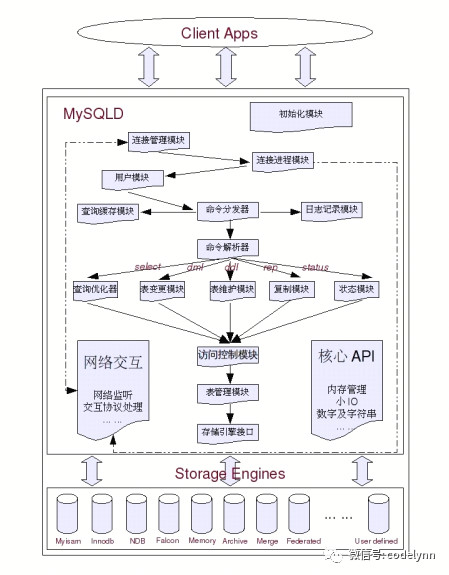 Client Apps
MySQLD
初始化模块
连接管理模块
连接进程模块
用户模块
查询缓存模块
命令分发器
日志记录模块
命令解析器
select
dml
ddl
rep
status
查询优化器
表变更模块
表维护模块
复制模块
状态模块
访问控制模块
网络交互
网络监听
交互协议处理
... ...
核心 API
内存管理
小 IO
数字及字符串
... ...
表管理模块
存储引擎接口
Storage Engines
Myisam
Innodb
NDB
Falcon
Memory
Archive
Merge
Federated
... ...
User defined
微信号: codelynn